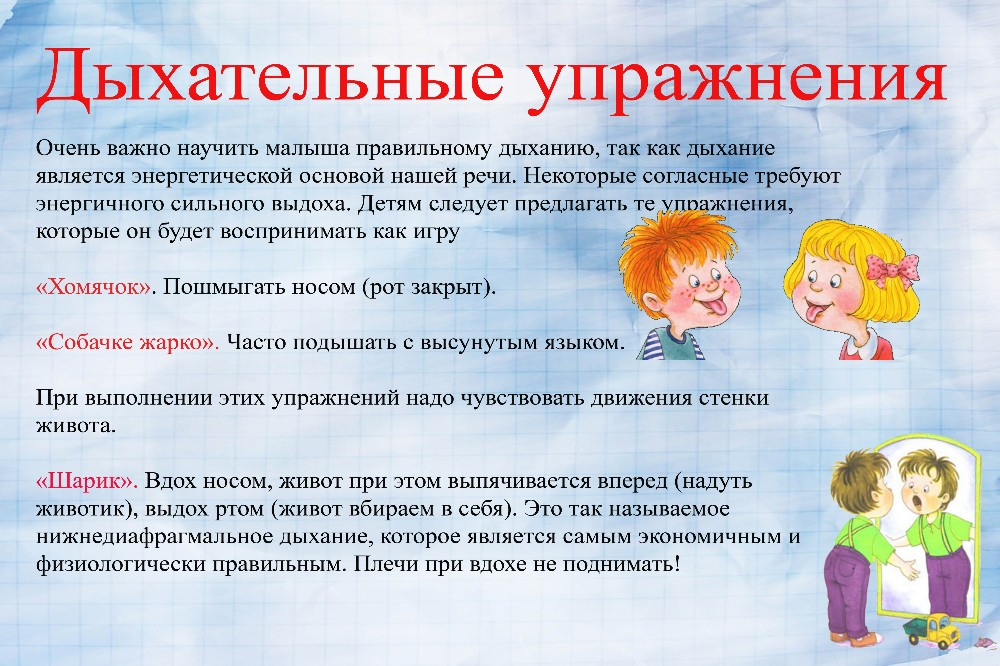 Дыхательные упражнения
Очень важно научить малыша правильному дыханию, так как дыхание
является энергетической основой нашей речи. Некоторые согласные требуют
энергичного сильного выдоха. Детям следует предлагать те упражнения,
которые он будет воспринимать как игру
«Хомячок». Пошмыгать носом (рот закрыт).
«Собачке жарко». Часто подышать с высунутым языком.
При выполнении этих упражнений надо чувствовать движения стенки
живота.
«Шарик». Вдох носом, живот при этом выпячивается вперед (надуть
животик), выдох ртом (живот вбираем в себя). Это так называемое
нижнедиафрагмальное дыхание, которое является самым экономичным и
физиологически правильным. Плечи при вдохе не поднимать!